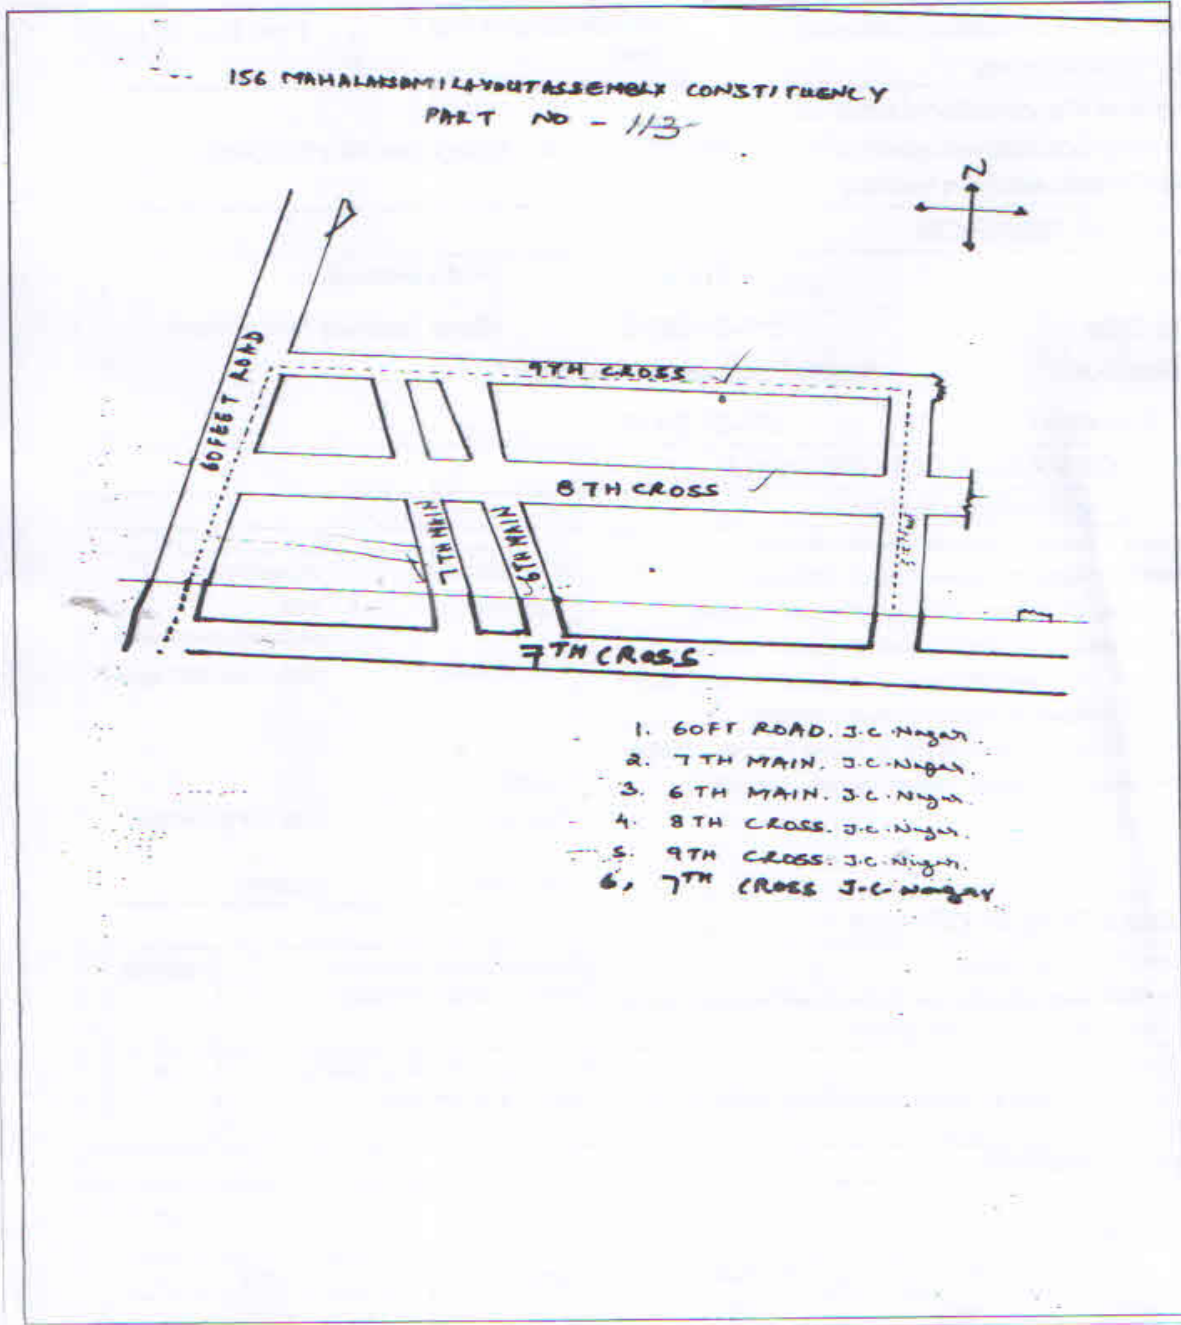 156 MAHALAKSAMI LAYOUT ASSEMBLY CONSTITUENCY
PART NO - 113
N
60 FEET ROAD
9TH CROSS
8TH CROSS
7TH MAIN
6TH MAIN
7TH CROSS
1. 60FT ROAD. J.C. Nagar.
2. 7TH MAIN. J.C. Nagar.
3. 6TH MAIN. J.C. Nagar.
4. 8TH CROSS. J.C. Nagar.
5. 9TH CROSS. J.C. Nagar.
6, 7TH CROSS J.C. Nagar